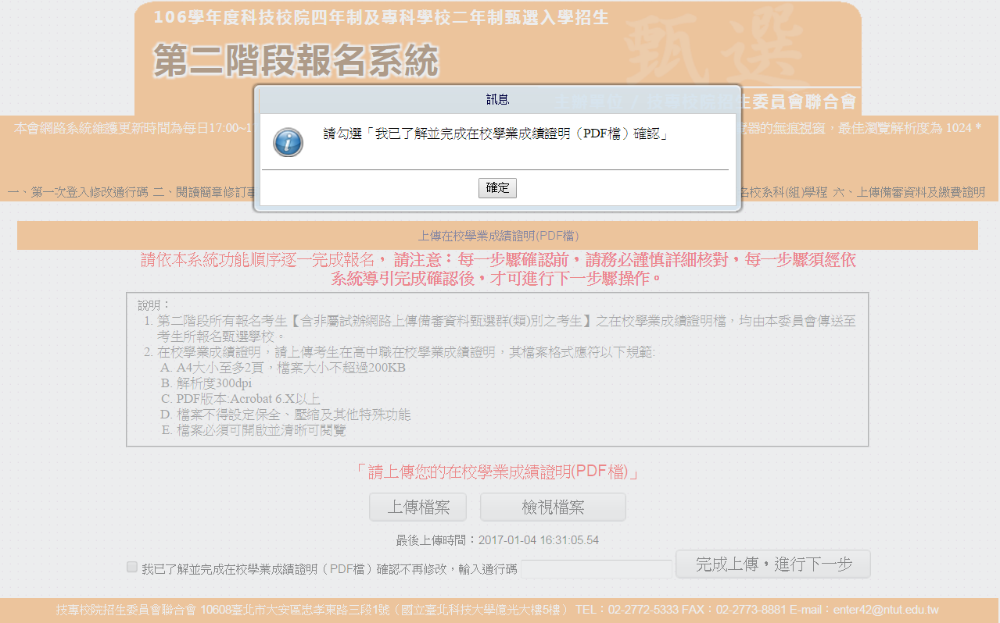 106學年度科技校院四年制及專科學校二年制甄選入學招生
甄選
第二階段報名系統
生委員會聯合會
訊息
本會網路系統維護更新時間為每日17:00~1
器的無痕視窗，最佳瀏覽解析度為 1024 *
請勾選「我已了解並完成在校學業成績證明（PDF檔）確認」
確定
一、第一次登入修改通行碼 二、閱讀簡章修訂事
名校系科(組)學程 六、上傳備審資料及繳費證明
上傳在校學業成績證明(PDF檔)
請依本系統功能順序逐一完成報名， 請注意：每一步驟確認前，請務必謹慎詳細核對，每一步驟須經依
系統導引完成確認後，才可進行下一步驟操作。
說明：
1. 第二階段所有報名考生【含非屬試辦網路上傳備審資料甄選群(類)別之考生】之在校學業成績證明檔，均由本委員會傳送至
考生所報名甄選學校。
2. 在校學業成績證明，請上傳考生在高中職在校學業成績證明，其檔案格式應符以下規範:
A. A4大小至多2頁，檔案大小不超過200KB
B. 解析度300dpi
C. PDF版本:Acrobat 6.X以上
D. 檔案不得設定保全、壓縮及其他特殊功能
E. 檔案必須可開啟並清晰可閱覽
「請上傳您的在校學業成績證明(PDF檔)」
上傳檔案 檢視檔案
最後上傳時間：2017-01-04 16:31:05.54
我已了解並完成在校學業成績證明（PDF檔）確認不再修改，輸入通行碼 完成上傳，進行下一步
技專校院招生委員會聯合會 10608臺北市大安區忠孝東路三段1號（國立臺北科技大學億光大樓5樓） TEL：02-2772-5333 FAX：02-2773-8881 E-mail：enter42@ntut.edu.tw